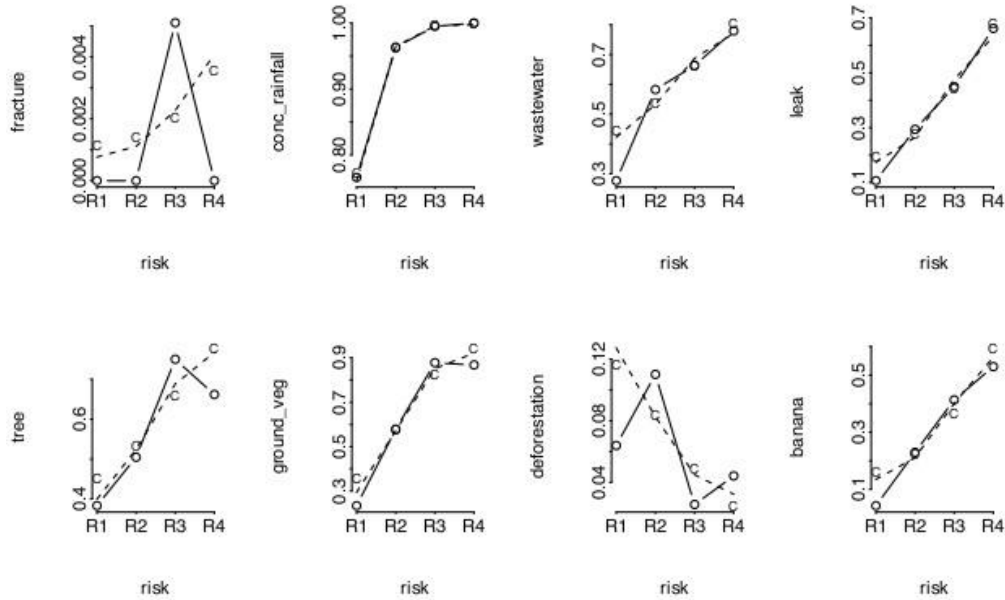 fracture
0.000 0.002 0.004
C C C C
R1 R2 R3 R4
risk
conc_rainfall
0.80 0.90 1.00
C
R1 R2 R3 R4
risk
wastewater
0.3 0.5 0.7
C C C
R1 R2 R3 R4
risk
leak
0.1 0.3 0.5 0.7
C C C
R1 R2 R3 R4
risk
tree
0.4 0.6
C C C C
R1 R2 R3 R4
risk
ground_veg
0.3 0.5 0.7 0.9
C C C
R1 R2 R3 R4
risk
deforestation
0.04 0.08 0.12
C C C C
R1 R2 R3 R4
risk
banana
0.1 0.3 0.5
C C C
R1 R2 R3 R4
risk